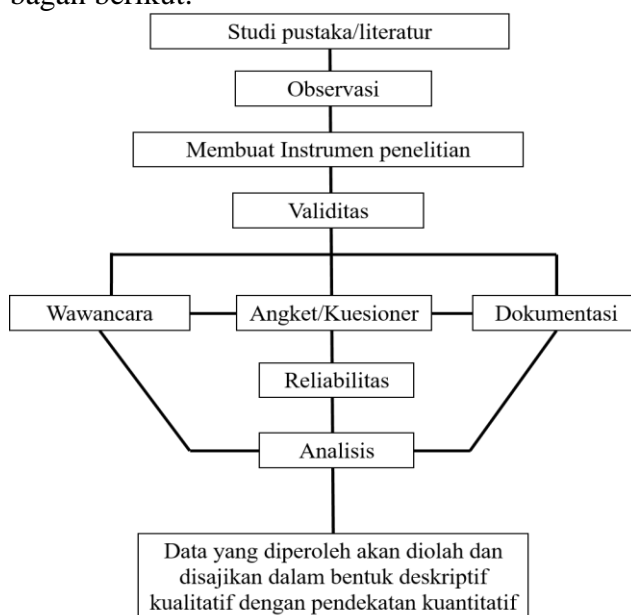 bagan berikut:
Studi pustaka/literatur
Observasi
Membuat Instrumen penelitian
Validitas
Wawancara
Angket/Kuesioner
Dokumentasi
Reliabilitas
Analisis
Data yang diperoleh akan diolah dan
disajikan dalam bentuk deskriptif
kualitatif dengan pendekatan kuantitatif